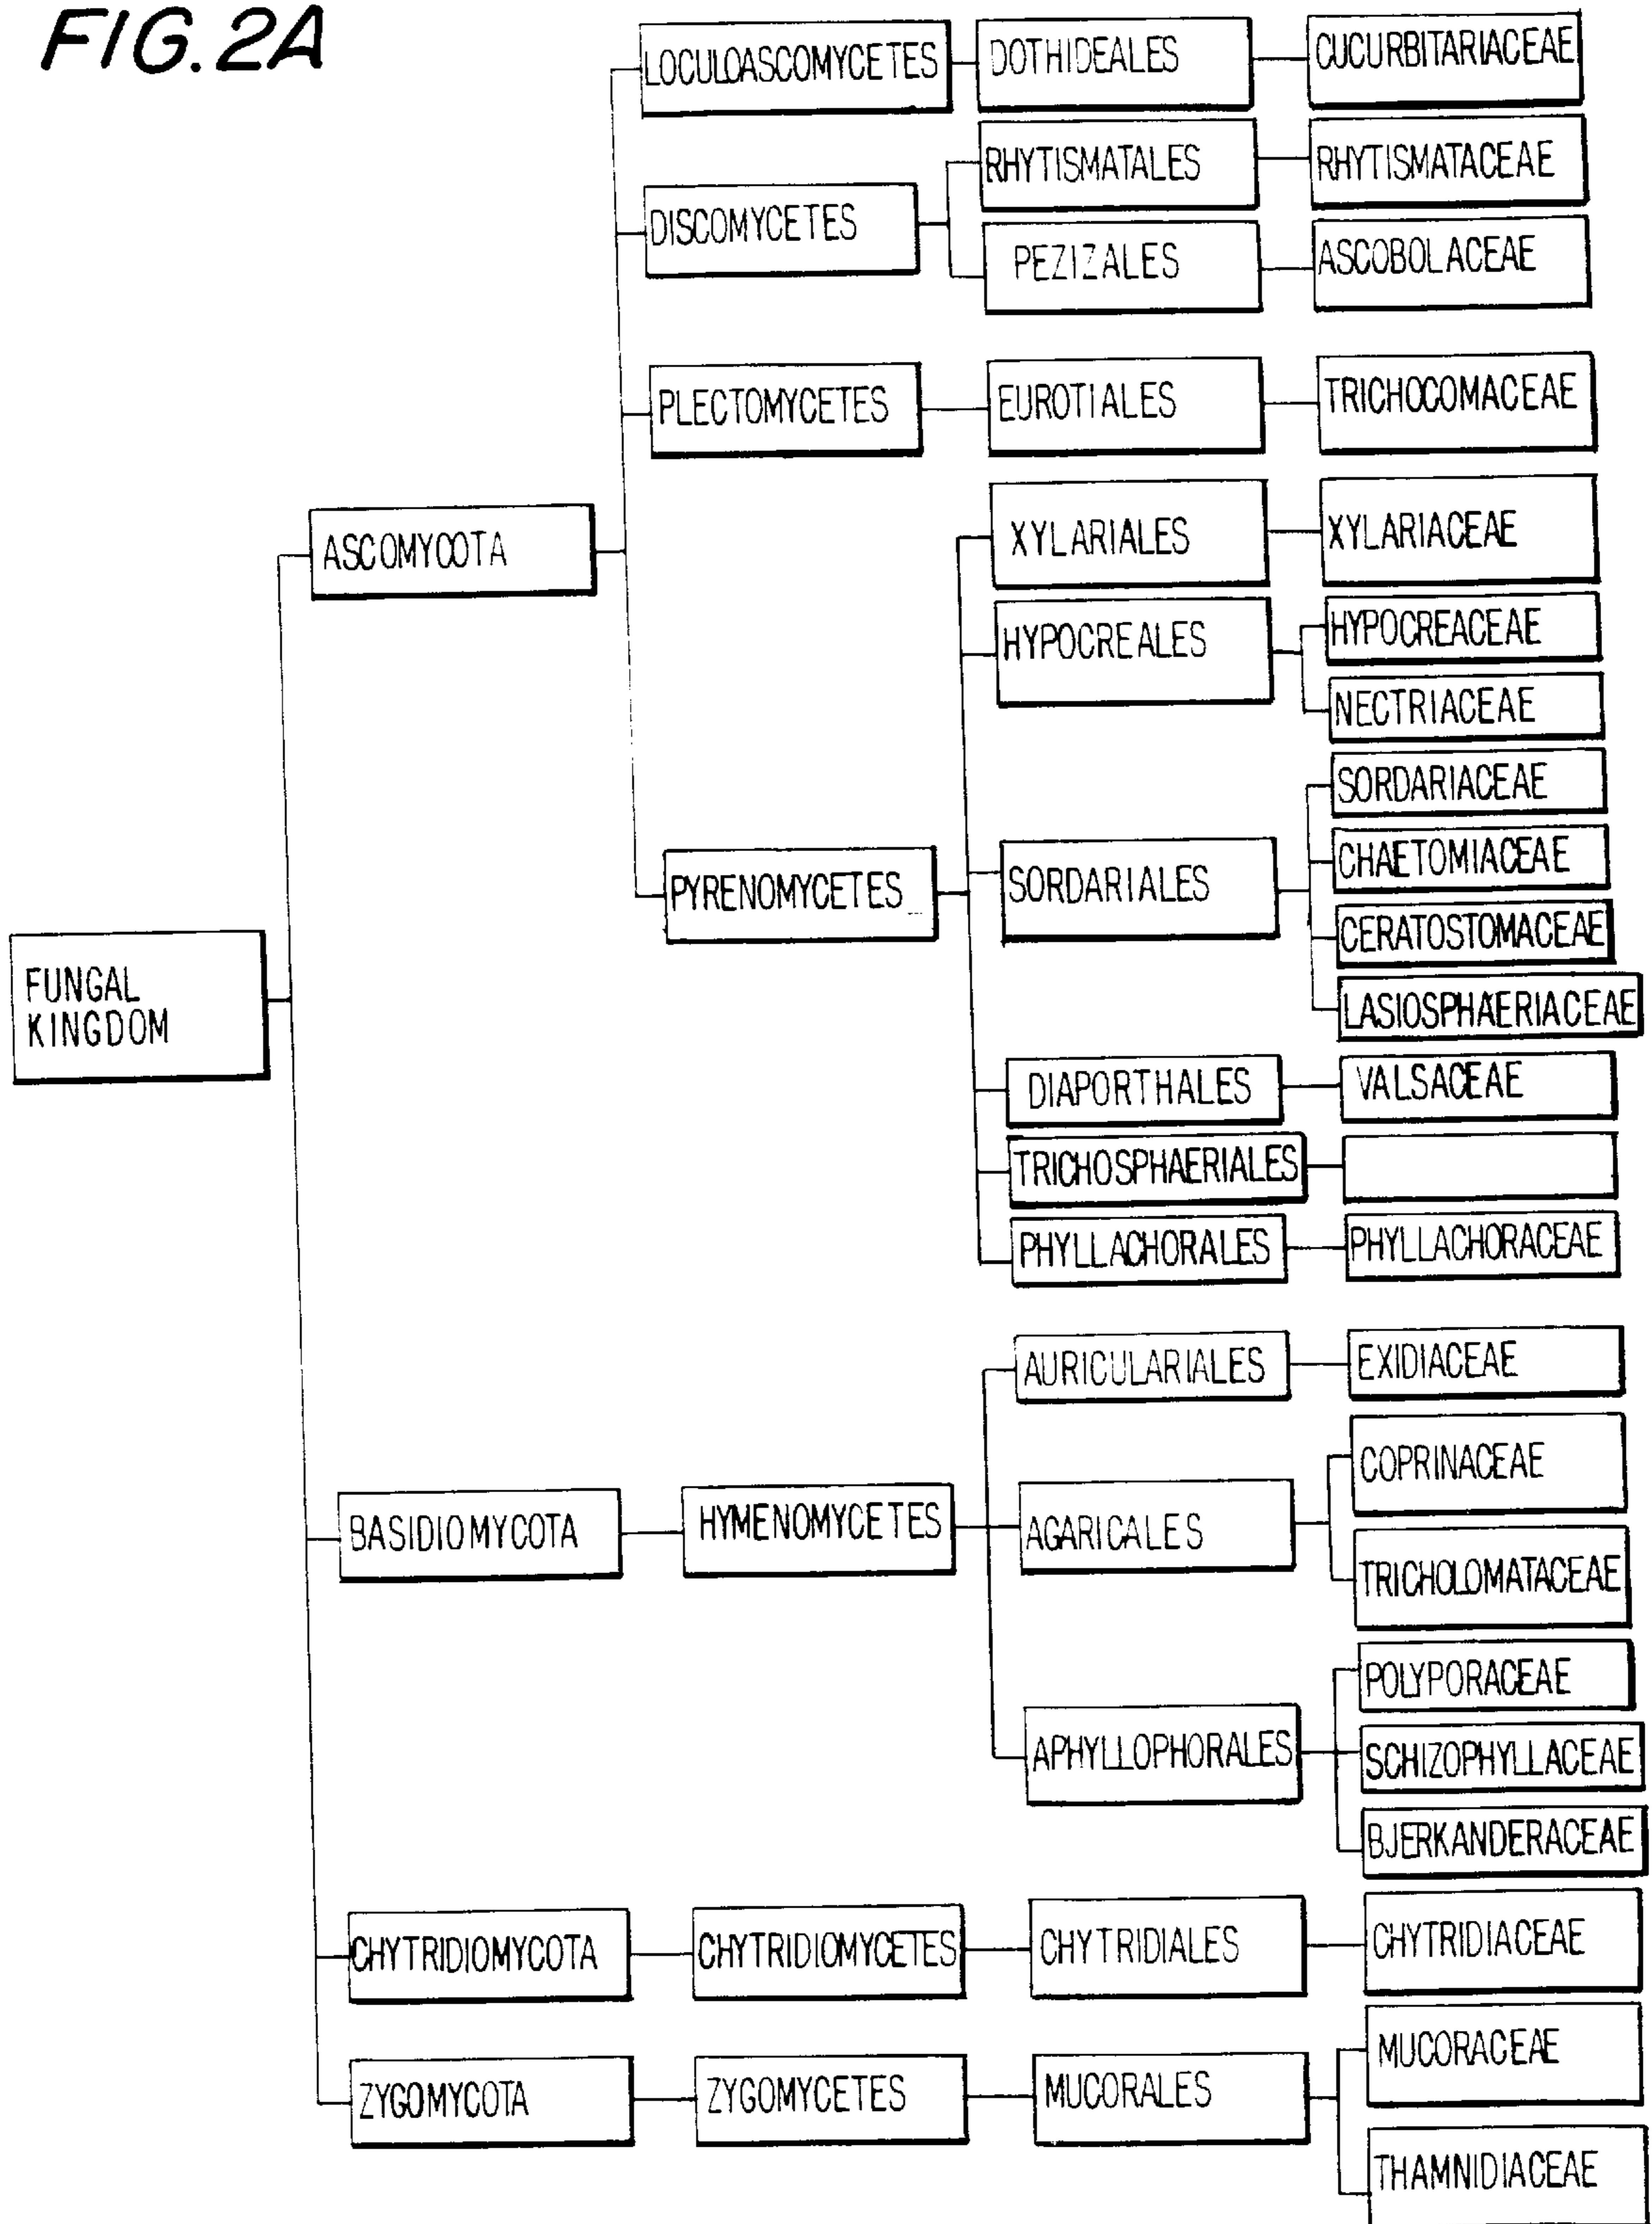 FIG. 2A
LOCULOASCOMYCETES
DOTHIDEALES
CUCURBITARIACEAE
RHYTISMATALES
RHYTISMATACEAE
DISCOMYCETES
PEZIZALES
ASCOBOLACEAE
PLECTOMYCETES
EUROTIALES
TRICHOCOMACEAE
ASCOMYCOTA
XYLARIALES
XYLARIACEAE
HYPOCREALES
HYPOCREACEAE
NECTRIACEAE
SORDARIACEAE
PYRENOMYCETES
SORDARIALES
CHAETOMIACEAE
CERATOSTOMACEAE
LASIOSPHAERIACEAE
FUNGAL
KINGDOM
DIAPORTHALES
VALSACEAE
TRICHOSPHAERIALES
PHYLLACHORALES
PHYLLACHORACEAE
AURICULARIALES
EXIDIACEAE
COPRINACEAE
BASIDIOMYCOTA
HYMENOMYCETES
AGARICALES
TRICHOLOMATACEAE
POLYPORACEAE
APHYLLOPHORALES
SCHIZOPHYLLACEAE
BJERKANDERACEAE
CHYTRIDIOMYCOTA
CHYTRIDIOMYCETES
CHYTRIDIALES
CHYTRIDIACEAE
MUCORACEAE
ZYGOMYCOTA
ZYGOMYCETES
MUCORALES
THAMNIDIACEAE